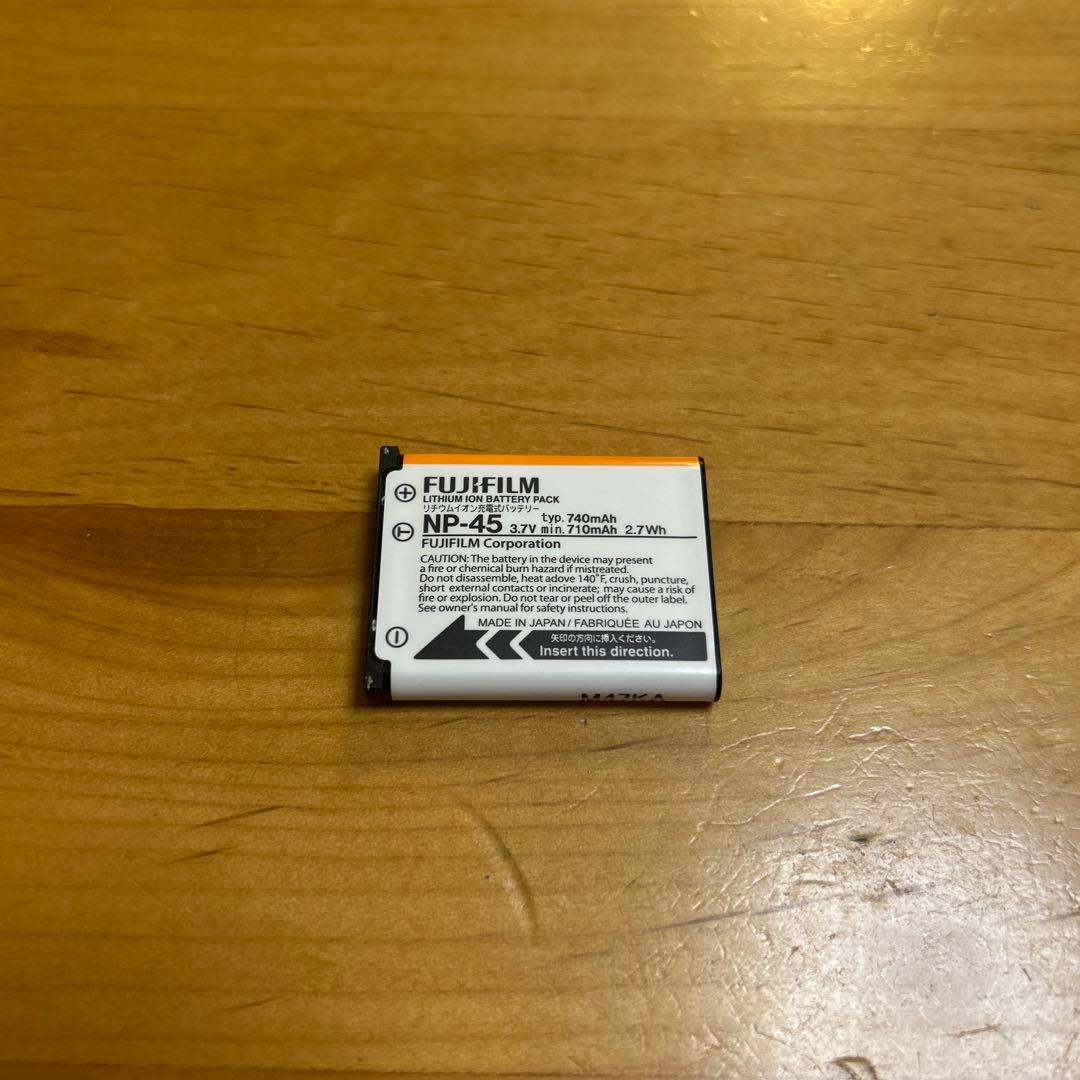 FUJIFILM
LITHIUM ION BATTERY PACK
リチウムイオン充電式バッテリー
NP-45 3.7V typ. 740mAh min. 710mAh 2.7Wh
FUJIFILM Corporation
CAUTION: The battery in the device may present
a fire or chemical burn hazard if mistreated.
Do not disassemble, heat adove 140°F, crush, puncture,
short external contacts or incinerate; may cause a risk of
fire or explosion. Do not tear or peel off the outer label.
See owner's manual for safety instructions.
MADE IN JAPAN / FABRIQUÉE AU JAPON
矢印の方向に挿入ください。
Insert this direction.